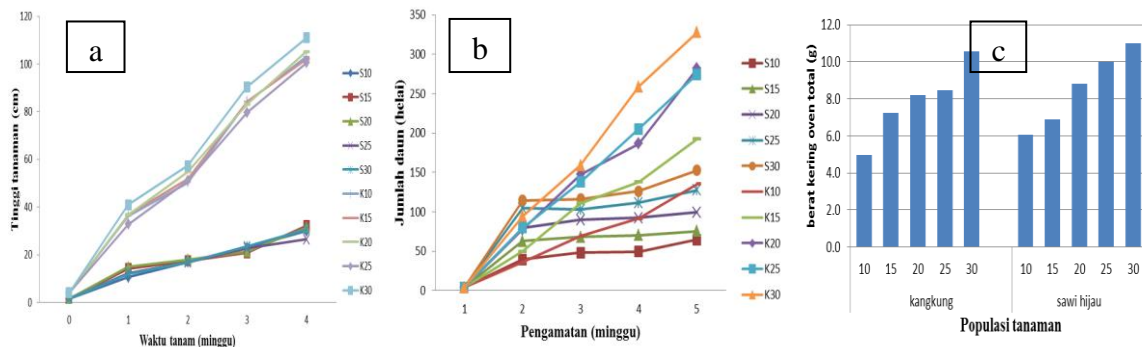 a
Tinggi tanaman (cm)
120
100
80
60
40
20
0
0 1 2 3 4
Waktu tanam (minggu)
S10
S15
S20
S25
S30
K10
K15
K20
K25
K30
b
Jumlah daun (helai)
350
300
250
200
150
100
50
0
1 2 3 4 5
Pengamatan (minggu)
S10
S15
S20
S25
S30
K10
K15
K20
K25
K30
c
berat kering oven total (g)
12.0
10.0
8.0
6.0
4.0
2.0
0.0
10 15 20 25 30 10 15 20 25 30
kangkung sawi hijau
Populasi tanaman